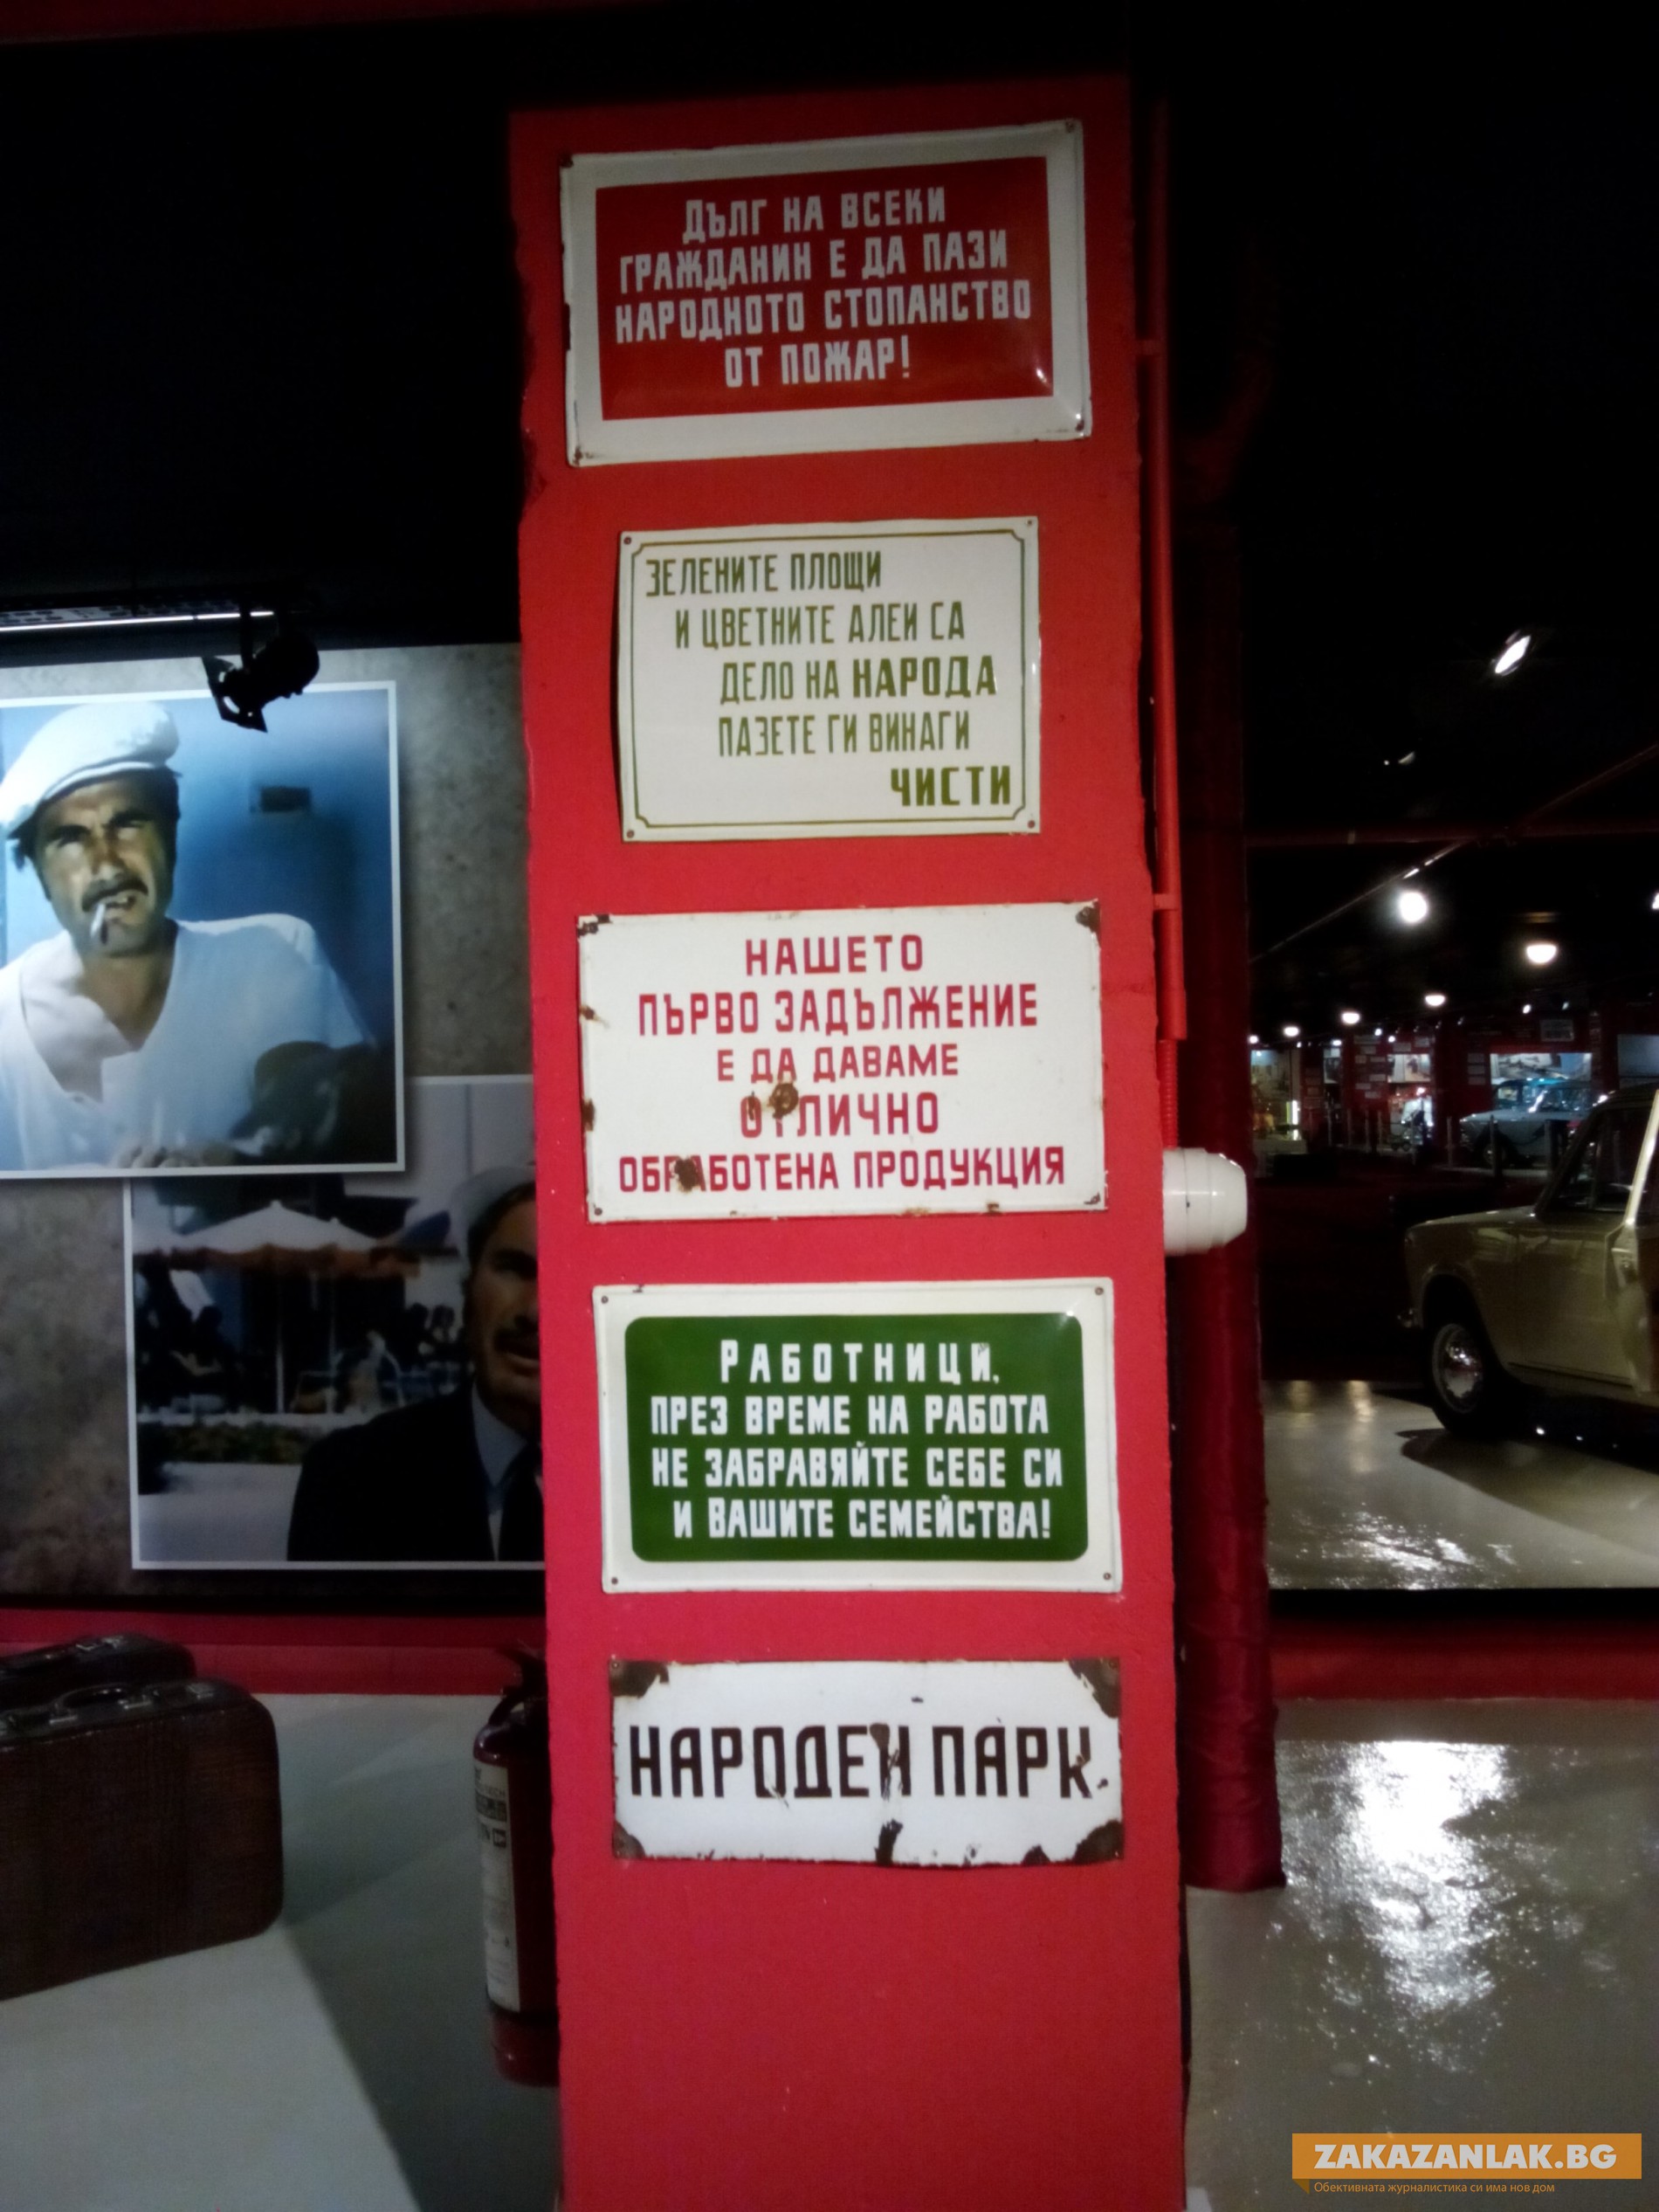 ДЪЛГ НА ВСЕКИ
ГРАЖДАНИН Е ДА ПАЗИ
НАРОДНОТО СТОПАНСТВО
ОТ ПОЖАР!
ЗЕЛЕНИТЕ ПЛОЩИ
И ЦВЕТНИТЕ АЛЕИ СА
ДЕЛО НА НАРОДА
ПАЗЕТЕ ГИ ВИНАГИ
ЧИСТИ
НАШЕТО
ПЪРВО ЗАДЪЛЖЕНИЕ
Е ДА ДАВАМЕ
ОТЛИЧНО
ОБРАБОТЕНА ПРОДУКЦИЯ
РАБОТНИЦИ,
ПРЕЗ ВРЕМЕ НА РАБОТА
НЕ ЗАБРАВЯЙТЕ СЕБЕ СИ
И ВАШИТЕ СЕМЕЙСТВА!
НАРОДЕН ПАРК
ZAKAZANLAK.BG
Обективната журналистика си има нов дом